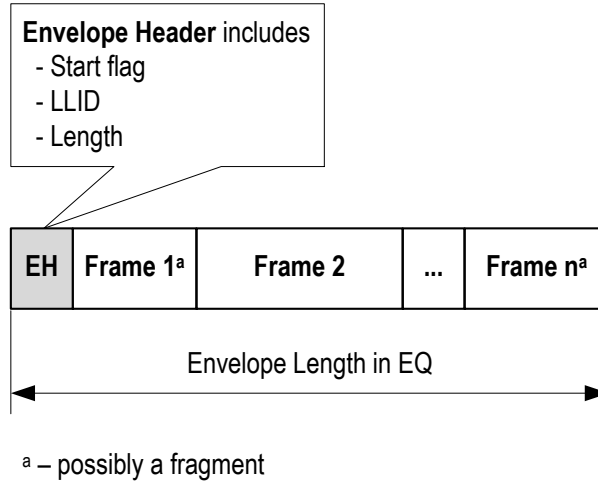 Envelope Header includes
- Start flag
- LLID
- Length
EH Frame 1ᵃ Frame 2 ... Frame nᵃ
Envelope Length in EQ
ᵃ – possibly a fragment